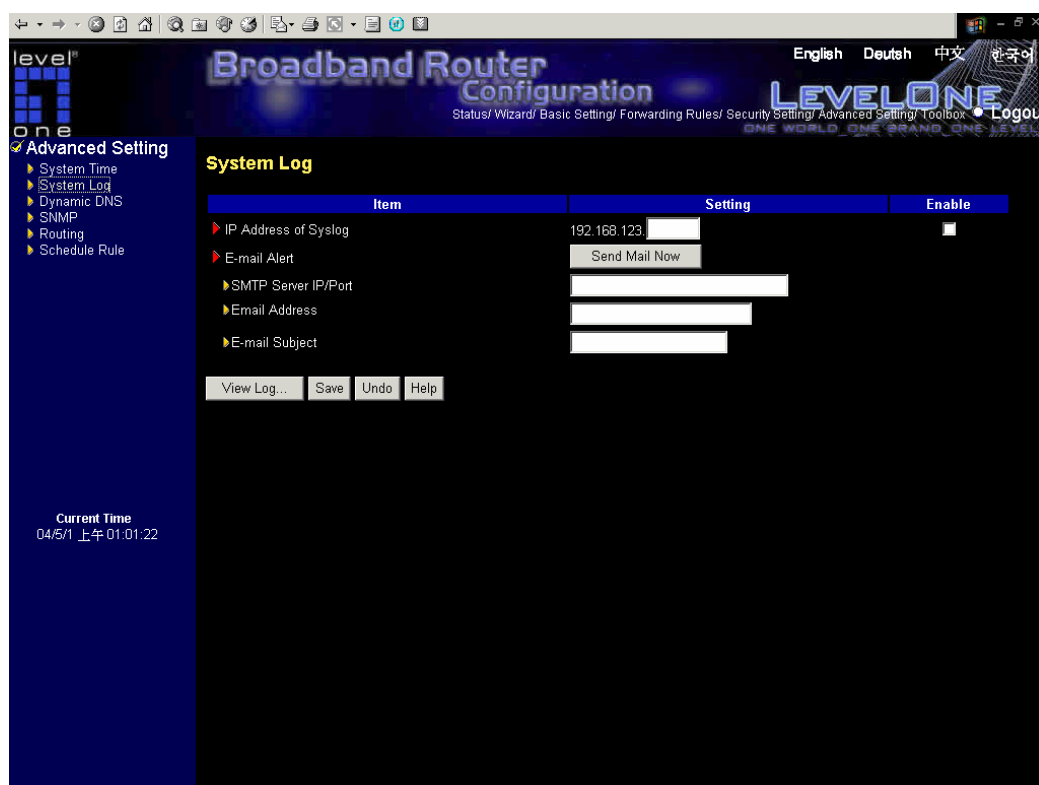 level®
one
Broadband Router
Configuration
English Deutsh 中文 한국어
LEVELONE
Status/ Wizard/ Basic Setting/ Forwarding Rules/ Security Setting/ Advanced Setting/ Toolbox Logou
ONE WORLD_ONE BRAND_ONE LEVEL
Advanced Setting
System Time
System Log
Dynamic DNS
SNMP
Routing
Schedule Rule
Current Time
04/5/1 上午 01:01:22
System Log
Item Setting Enable
IP Address of Syslog 192.168.123.
E-mail Alert Send Mail Now
SMTP Server IP/Port
Email Address
E-mail Subject
View Log... Save Undo Help